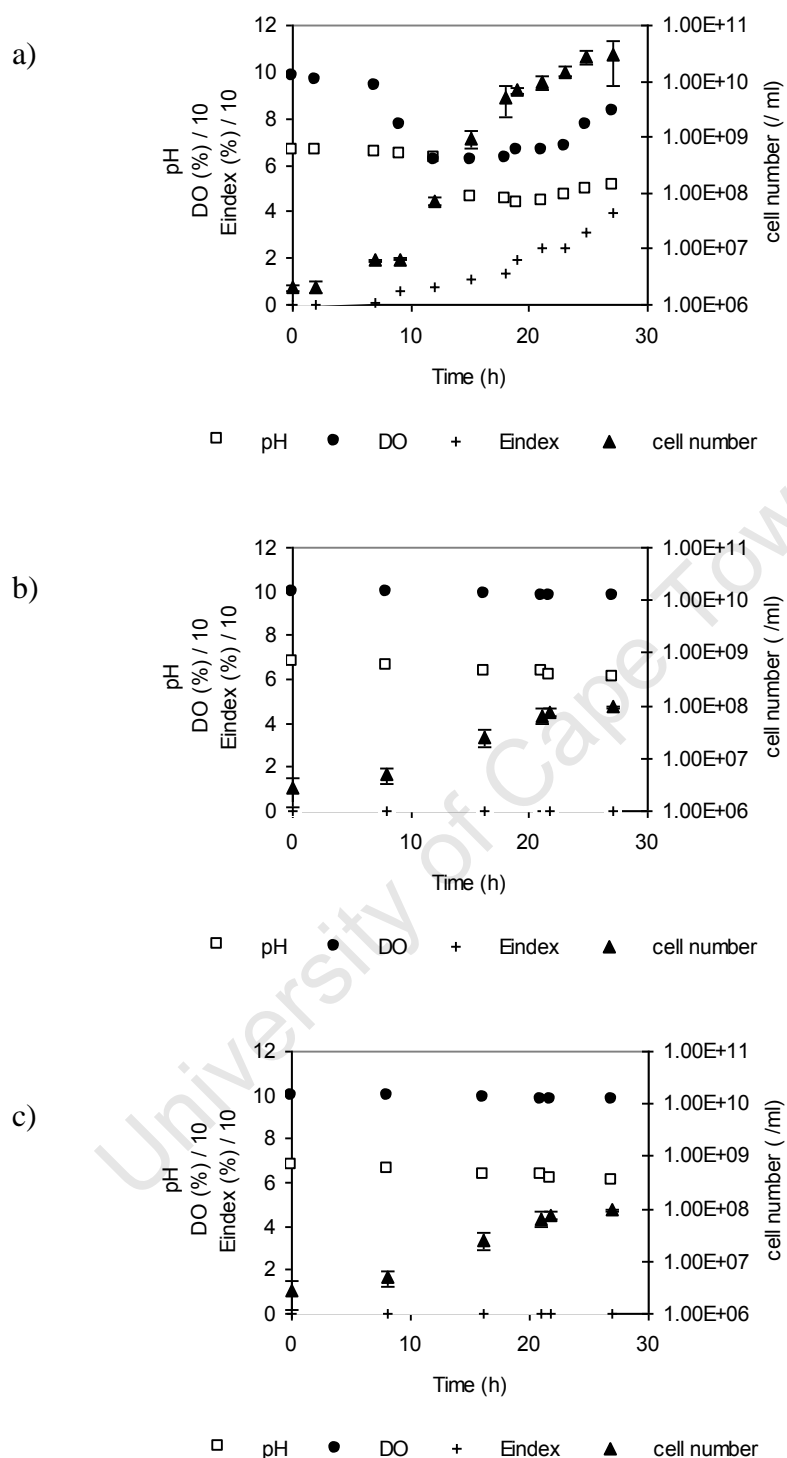 a)
12
10
8
6
4
2
0
pH
DO (%) / 10
Eindex (%) / 10
1.00E+11
1.00E+10
1.00E+09
1.00E+08
1.00E+07
1.00E+06
cell number (/ ml)
0 10 20 30
Time (h)
pH DO Eindex cell number
b)
12
10
8
6
4
2
0
pH
DO (%) / 10
Eindex (%) / 10
1.00E+11
1.00E+10
1.00E+09
1.00E+08
1.00E+07
1.00E+06
cell number ( /ml)
0 10 20 30
Time (h)
pH DO Eindex cell number
c)
12
10
8
6
4
2
0
pH
DO (%) / 10
Eindex (%) / 10
1.00E+11
1.00E+10
1.00E+09
1.00E+08
1.00E+07
1.00E+06
cell number ( /ml)
0 10 20 30
Time (h)
pH DO Eindex cell number
University of Cape Tow